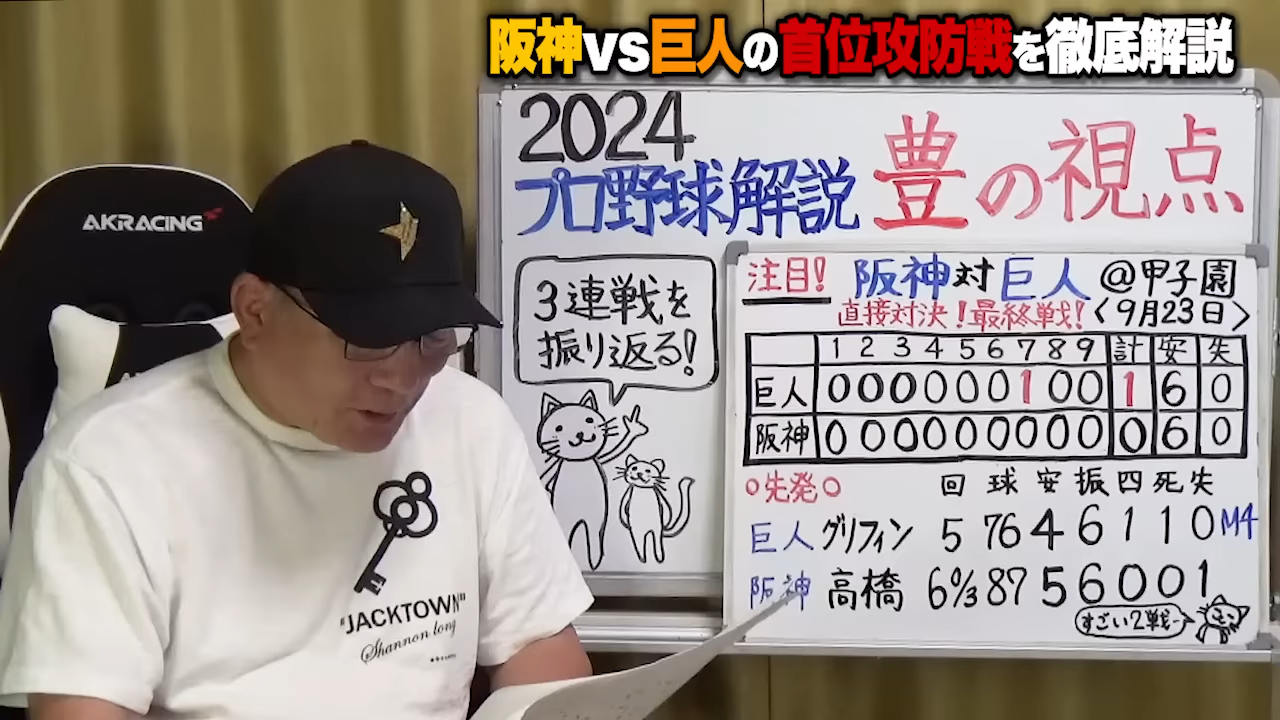 阪神vs巨人の首位攻防戦を徹底解説
2024
プロ野球解説 豊の視点
AKRACING
3連戦を
振り返る!
注目! 阪神対巨人 @甲子園
直接対決!最終戦! <9月23日>
1 2 3 4 5 6 7 8 9 計 安 失
巨人 0 0 0 0 0 0 1 0 0 1 6 0
阪神 0 0 0 0 0 0 0 0 0 0 6 0
○先発○ 回 球 安 振 四 死 失
巨人 グリフィン 5 76 4 6 1 1 0 M4
阪神 高橋 6 0/3 87 5 6 0 0 1
すごい2戦
"JACKTOWN"
Shannon long